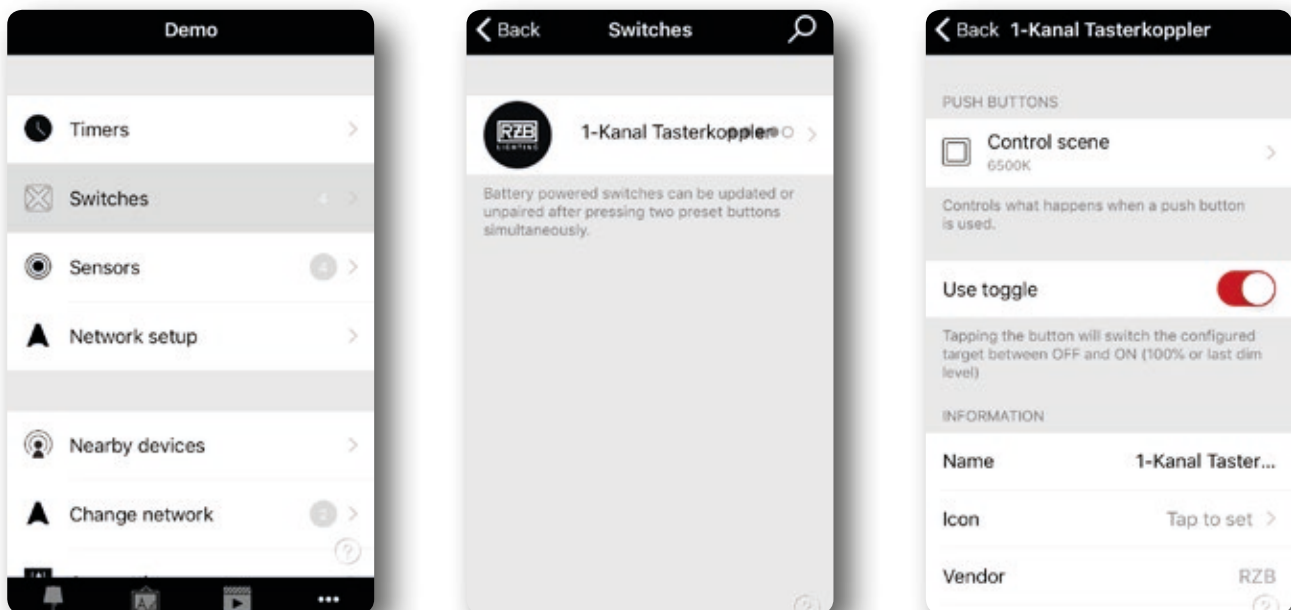 Demo
Timers
Switches
Sensors
4
Network setup
Nearby devices
Change network
?
Back
Switches
RZB
LIGHTING
1-Kanal Tasterkoppler
Battery powered switches can be updated or
unpaired after pressing two preset buttons
simultaneously.
?
Back 1-Kanal Tasterkoppler
PUSH BUTTONS
Control scene
6500K
Controls what happens when a push button
is used.
Use toggle
Tapping the button will switch the configured
target between OFF and ON (100% or last dim
level)
INFORMATION
Name 1-Kanal Taster...
Icon Tap to set
Vendor RZB
?